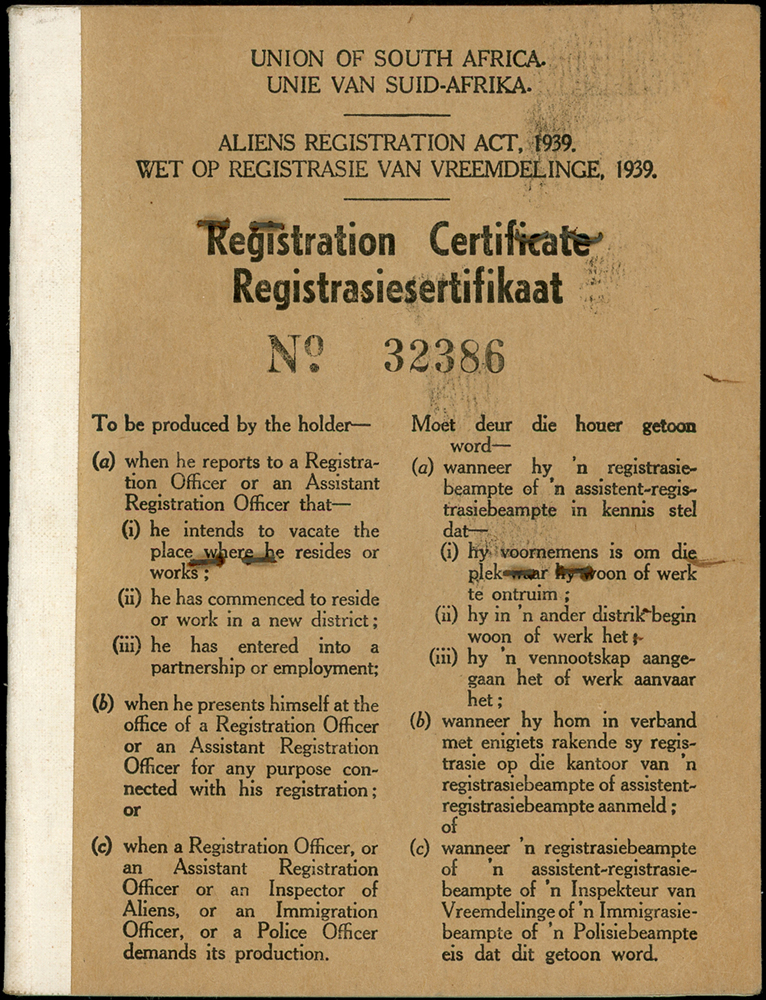 UNION OF SOUTH AFRICA.
UNIE VAN SUID-AFRIKA.
ALIENS REGISTRATION ACT, 1939.
WET OP REGISTRASIE VAN VREEMDELINGE, 1939.
Registration Certificate
Registrasiesertifikaat
No. 32386
To be produced by the holder—
(a) when he reports to a Registra-
tion Officer or an Assistant
Registration Officer that—
(i) he intends to vacate the
place where he resides or
works;
(ii) he has commenced to reside
or work in a new district;
(iii) he has entered into a
partnership or employment;
(b) when he presents himself at the
office of a Registration Officer
or an Assistant Registration
Officer for any purpose con-
nected with his registration;
or
(c) when a Registration Officer, or
an Assistant Registration
Officer or an Inspector of
Aliens, or an Immigration
Officer, or a Police Officer
demands its production.
Moet deur die houer getoon
word—
(a) wanneer hy 'n registrasie-
beampte of 'n assistent-regis-
trasiebeampte in kennis stel
dat—
(i) hy voornemens is om die
plek waar hy woon of werk
te ontruim;
(ii) hy in 'n ander distrik begin
woon of werk het;
(iii) hy 'n vennootskap aange-
gaan het of werk aanvaar
het;
(b) wanneer hy hom in verband
met enigiets rakende sy regis-
trasie op die kantoor van 'n
registrasiebeampte of assistent-
registrasiebeampte aanmeld;
of
(c) wanneer 'n registrasiebeampte
of 'n assistent-registrasie-
beampte of 'n Inspekteur van
Vreemdelinge of 'n Immigrasie-
beampte of 'n Polisiebeampte
eis dat dit getoon word.